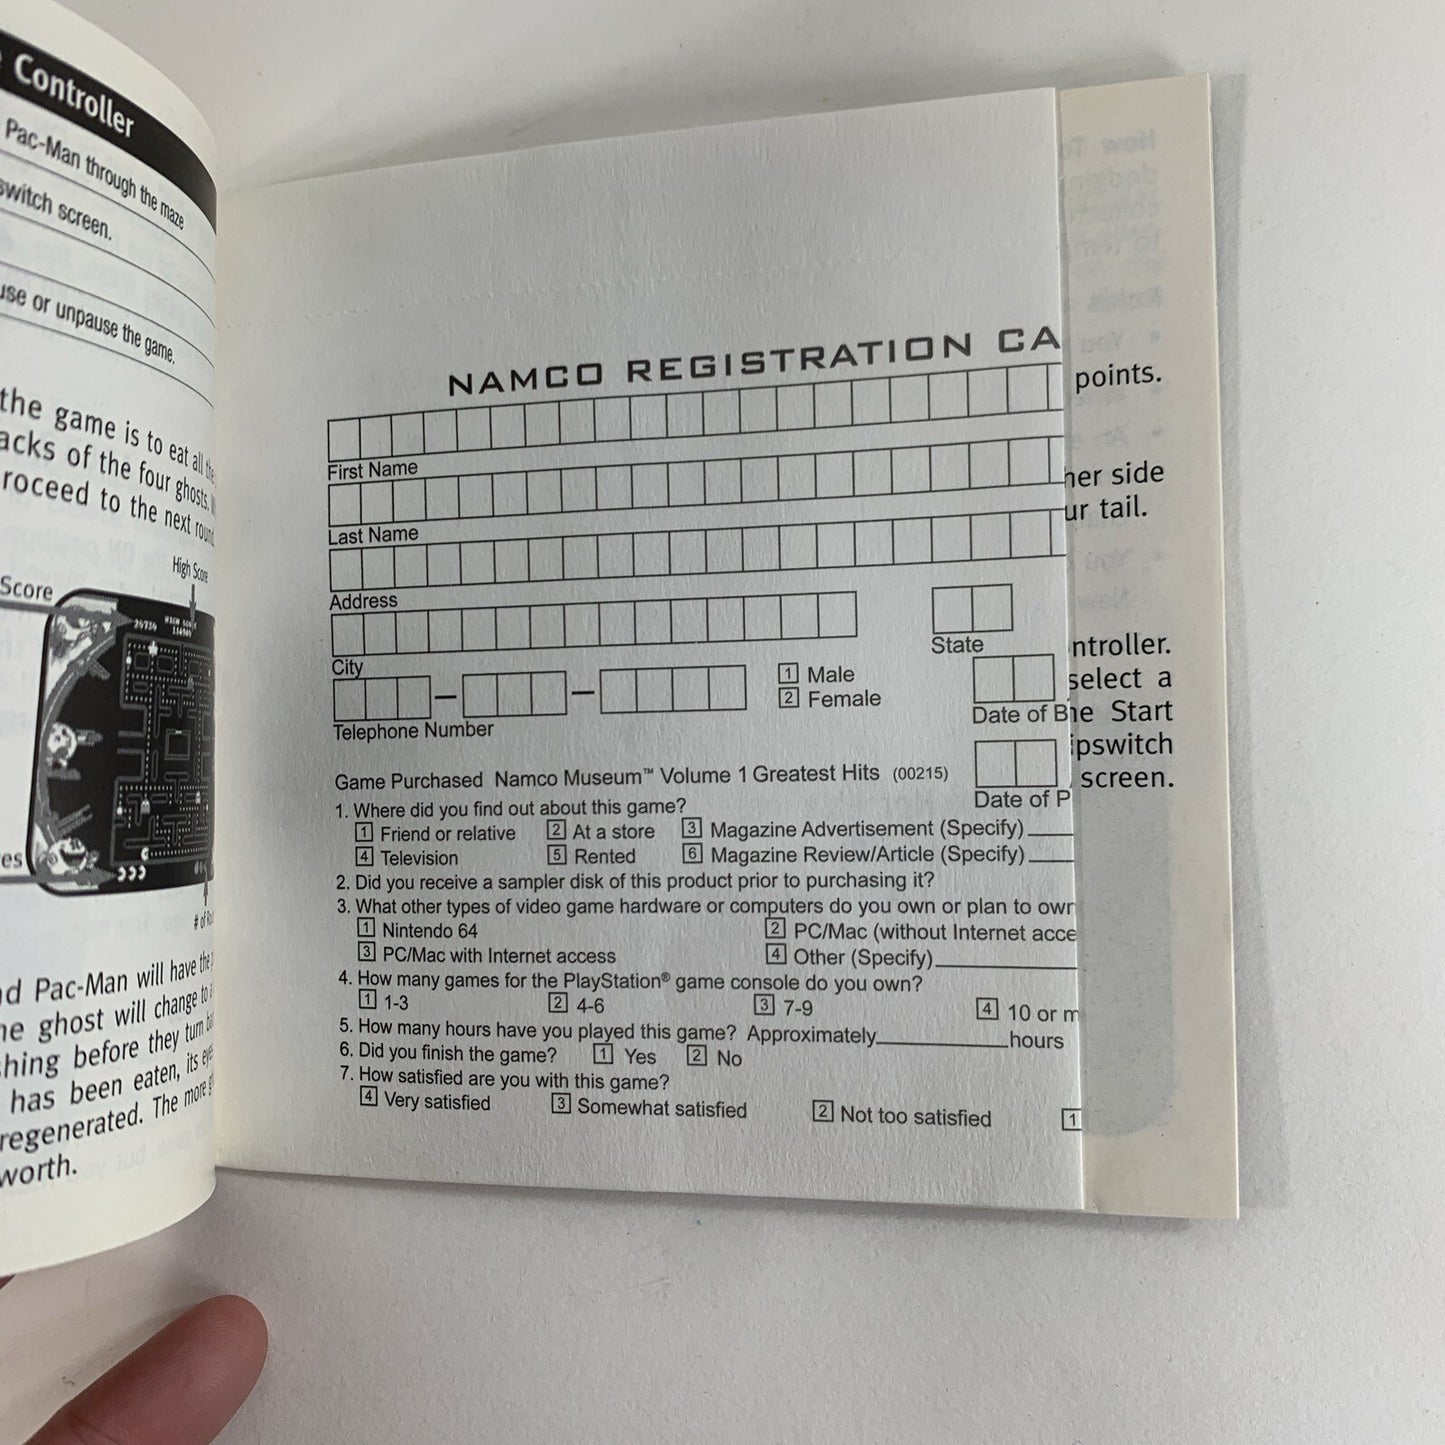 Controller
Pac-Man through the maze
switch screen.
use or unpause the game.
the game is to eat all the
acks of the four ghosts.
roceed to the next round
High Score
Score
24730
HIGH SCORE
es
# of
nd Pac-Man will have the
he ghost will change to
hing before they turn
has been eaten, its
regenerated. The more
worth.
NAMCO REGISTRATION CA
First Name
Last Name
Address
City
State
Telephone Number
1 Male
2 Female
Date of B
Game Purchased Namco Museum™ Volume 1 Greatest Hits (00215)
Date of P
1. Where did you find out about this game?
1 Friend or relative 2 At a store 3 Magazine Advertisement (Specify)
4 Television 5 Rented 6 Magazine Review/Article (Specify)
2. Did you receive a sampler disk of this product prior to purchasing it?
3. What other types of video game hardware or computers do you own or plan to own
1 Nintendo 64 2 PC/Mac (without Internet acce
3 PC/Mac with Internet access 4 Other (Specify)
4. How many games for the PlayStation® game console do you own?
1 1-3 2 4-6 3 7-9 4 10 or m
5. How many hours have you played this game? Approximately hours
6. Did you finish the game? 1 Yes 2 No
7. How satisfied are you with this game?
4 Very satisfied 3 Somewhat satisfied 2 Not too satisfied 1
points.
her side
ur tail.
ntroller.
select a
he Start
ipswitch
screen.